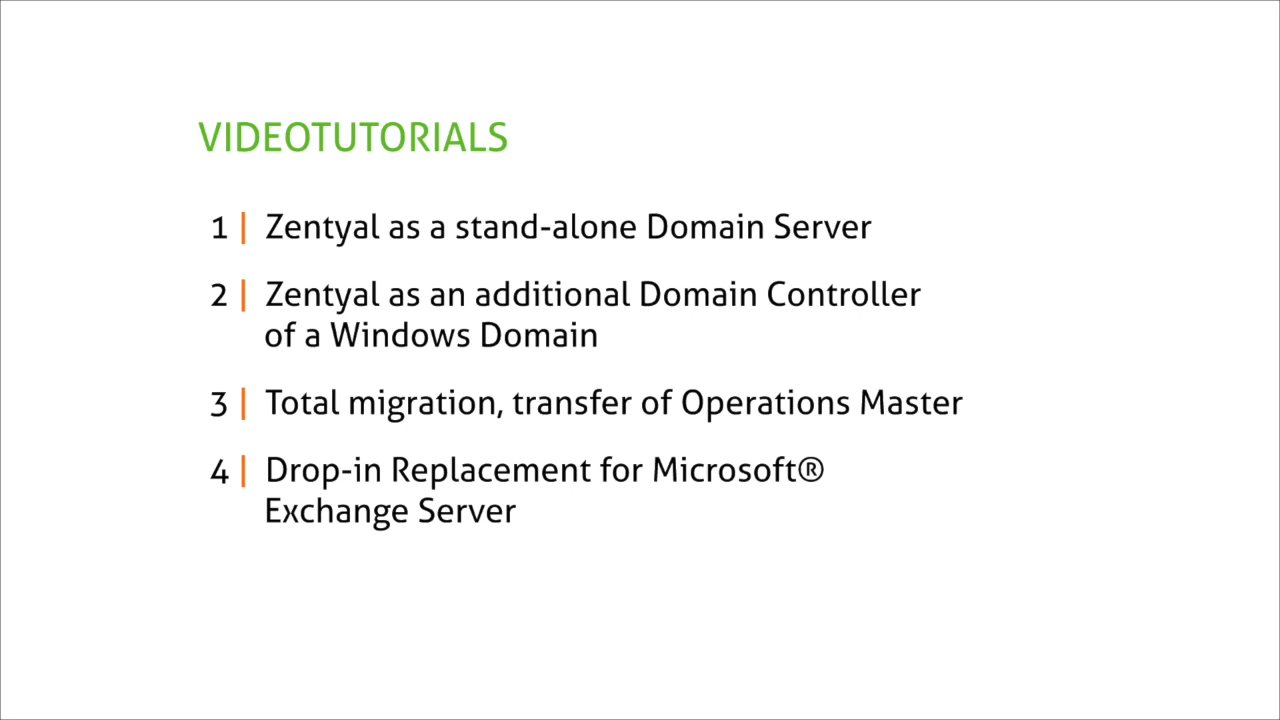 VIDEOTUTORIALS
1 | Zentyal as a stand-alone Domain Server
2 | Zentyal as an additional Domain Controller
of a Windows Domain
3 | Total migration, transfer of Operations Master
4 | Drop-in Replacement for Microsoft®
Exchange Server